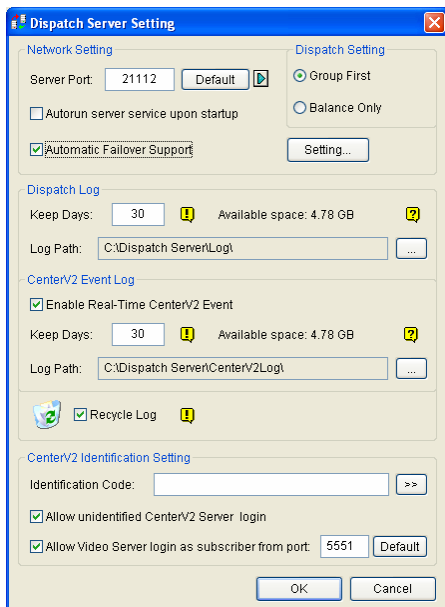 Dispatch Server Setting
Network Setting
Server Port: 21112 Default
Autorun server service upon startup
Automatic Failover Support
Dispatch Setting
Group First
Balance Only
Setting...
Dispatch Log
Keep Days: 30 ! Available space: 4.78 GB ?
Log Path: C:\Dispatch Server\Log\ ...
CenterV2 Event Log
Enable Real-Time CenterV2 Event
Keep Days: 30 ! Available space: 4.78 GB ?
Log Path: C:\Dispatch Server\CenterV2Log\ ...
Recycle Log !
CenterV2 Identification Setting
Identification Code: >>
Allow unidentified CenterV2 Server login
Allow Video Server login as subscriber from port: 5551 Default
OK Cancel